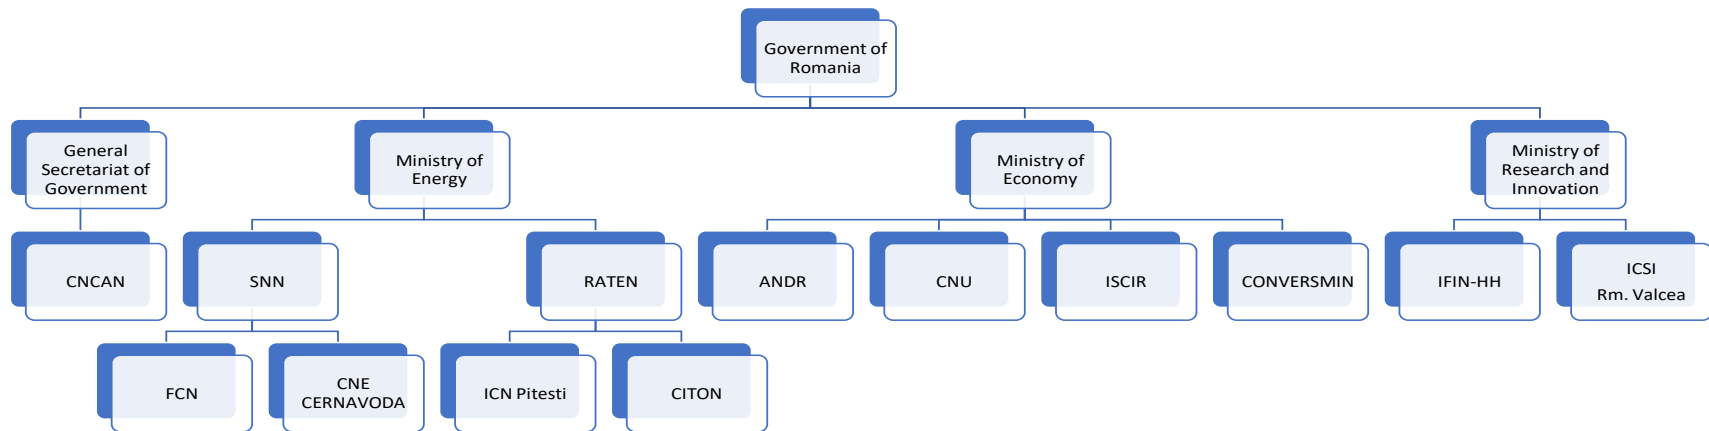 Government of
Romania
General
Secretariat of
Government
Ministry of
Energy
Ministry of
Economy
Ministry of
Research and
Innovation
CNCAN
SNN
RATEN
ANDR
CNU
ISCIR
CONVERSMIN
IFIN-HH
ICSI
Rm. Valcea
FCN
CNE
CERNAVODA
ICN Pitesti
CITON